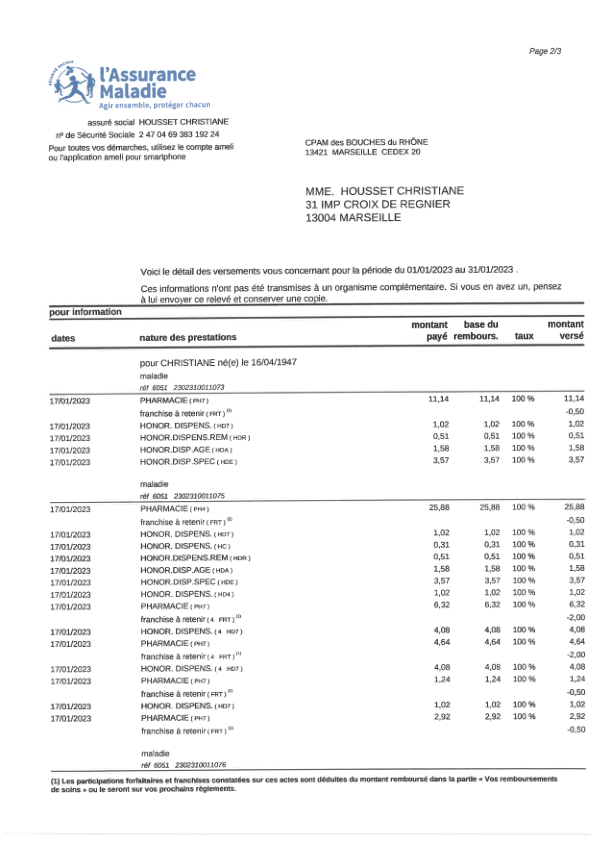 Page 2/3
SÉCURITÉ SOCIALE
l'Assurance
Maladie
Agir ensemble, protéger chacun
assuré social HOUSSET CHRISTIANE
nº de Sécurité Sociale 2 47 04 69 383 192 24
Pour toutes vos démarches, utilisez le compte ameli
ou l'application ameli pour smartphone
CPAM des BOUCHES du RHÔNE
13421 MARSEILLE CEDEX 20
MME. HOUSSET CHRISTIANE
31 IMP CROIX DE REGNIER
13004 MARSEILLE
Voici le détail des versements vous concernant pour la période du 01/01/2023 au 31/01/2023 .
Ces informations n'ont pas été transmises à un organisme complémentaire. Si vous en avez un, pensez
à lui envoyer ce relevé et conserver une copie.
pour information
dates nature des prestations montant payé base du rembours. taux montant versé
pour CHRISTIANE né(e) le 16/04/1947
maladie
réf 6051 2302310011073
17/01/2023 PHARMACIE ( PH7 ) 11,14 11,14 100 % 11,14
franchise à retenir ( FRT ) (1) -0,50
17/01/2023 HONOR. DISPENS. ( HD7 ) 1,02 1,02 100 % 1,02
17/01/2023 HONOR.DISPENS.REM ( HDR ) 0,51 0,51 100 % 0,51
17/01/2023 HONOR.DISP.AGE ( HDA ) 1,58 1,58 100 % 1,58
17/01/2023 HONOR.DISP.SPEC ( HDE ) 3,57 3,57 100 % 3,57
maladie
réf 6051 2302310011075
17/01/2023 PHARMACIE ( PH4 ) 25,88 25,88 100 % 25,88
franchise à retenir ( FRT ) (1) -0,50
17/01/2023 HONOR. DISPENS. ( HD7 ) 1,02 1,02 100 % 1,02
17/01/2023 HONOR. DISPENS. ( HC ) 0,31 0,31 100 % 0,31
17/01/2023 HONOR.DISPENS.REM ( HDR ) 0,51 0,51 100 % 0,51
17/01/2023 HONOR.DISP.AGE ( HDA ) 1,58 1,58 100 % 1,58
17/01/2023 HONOR.DISP.SPEC ( HDE ) 3,57 3,57 100 % 3,57
17/01/2023 HONOR. DISPENS. ( HD4 ) 1,02 1,02 100 % 1,02
17/01/2023 PHARMACIE ( PH7 ) 6,32 6,32 100 % 6,32
franchise à retenir ( 4 FRT ) (1) -2,00
17/01/2023 HONOR. DISPENS. ( 4 HD7 ) 4,08 4,08 100 % 4,08
17/01/2023 PHARMACIE ( PH7 ) 4,64 4,64 100 % 4,64
franchise à retenir ( 4 FRT ) (1) -2,00
17/01/2023 HONOR. DISPENS. ( 4 HD7 ) 4,08 4,08 100 % 4,08
17/01/2023 PHARMACIE ( PH7 ) 1,24 1,24 100 % 1,24
franchise à retenir ( FRT ) (1) -0,50
17/01/2023 HONOR. DISPENS. ( HD7 ) 1,02 1,02 100 % 1,02
17/01/2023 PHARMACIE ( PH7 ) 2,92 2,92 100 % 2,92
franchise à retenir ( FRT ) (1) -0,50
maladie
réf 6051 2302310011076
(1) Les participations forfaitaires et franchises constatées sur ces actes sont déduites du montant remboursé dans la partie « Vos remboursements
de soins » ou le seront sur vos prochains règlements.